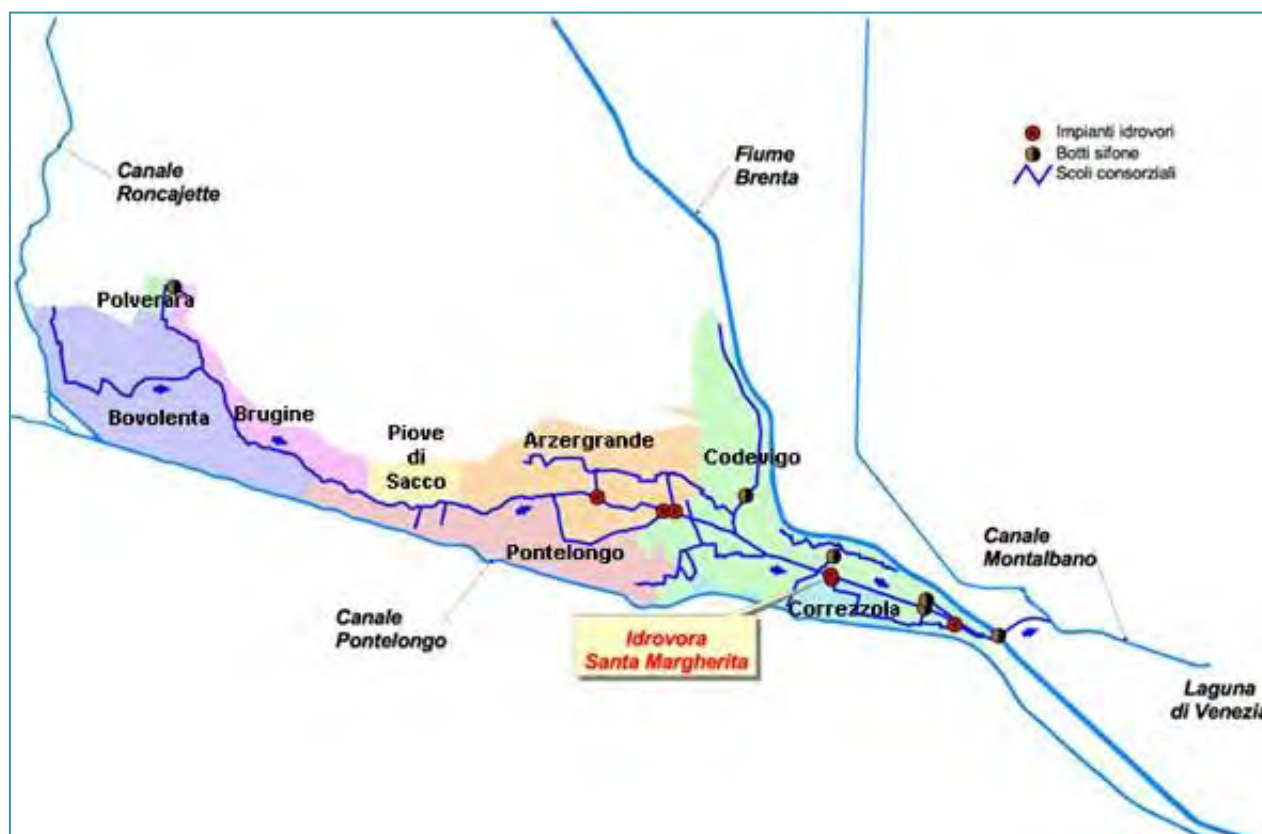 Impianti idrovori
Botti sifone
Scoli consorziali
Canale
Roncajette
Fiume
Brenta
Polverara
Bovolenta
Brugine
Piove
di
Sacco
Arzergrande
Codevigo
Pontelongo
Canale
Pontelongo
Correzzola
Idrovora
Santa Margherita
Canale
Montalbano
Laguna
di Venezia